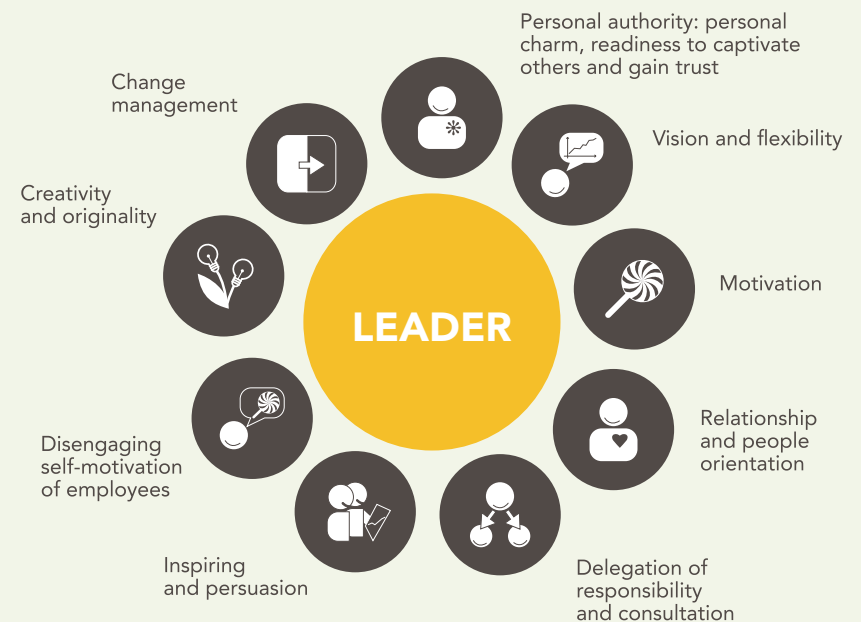 Personal authority: personal
charm, readiness to captivate
others and gain trust
Change
management
Vision and flexibility
Creativity
and originality
Motivation
LEADER
Relationship
and people
orientation
Disengaging
self-motivation
of employees
Inspiring
and persuasion
Delegation of
responsibility
and consultation